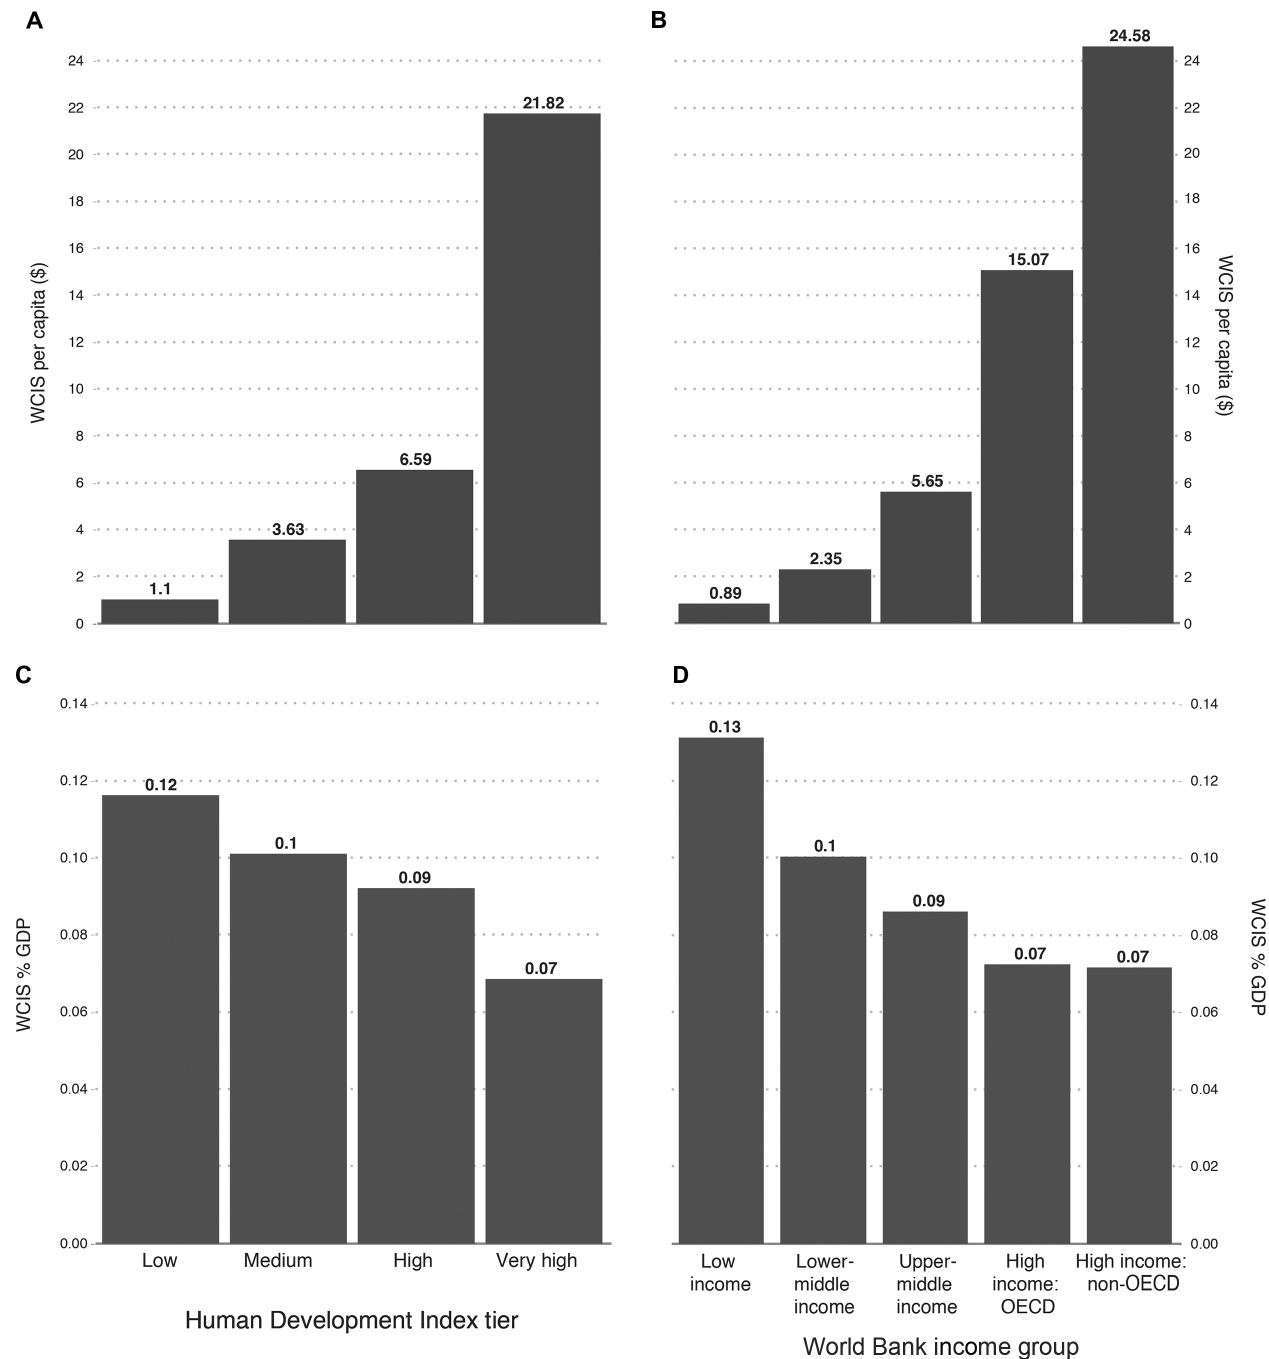 A
24
22
20
18
16
14
12
10
8
6
4
2
0
WCIS per capita ($)
1.1
3.63
6.59
21.82
B
0.89
2.35
5.65
15.07
24.58
24
22
20
18
16
14
12
10
8
6
4
2
0
WCIS per capita ($)
C
0.14
0.12
0.10
0.08
0.06
0.04
0.02
0.00
WCIS % GDP
0.12
0.1
0.09
0.07
Low
Medium
High
Very high
Human Development Index tier
D
0.13
0.1
0.09
0.07
0.07
0.14
0.12
0.10
0.08
0.06
0.04
0.02
0.00
WCIS % GDP
Low
income
Lower-
middle
income
Upper-
middle
income
High
income:
OECD
High income:
non-OECD
World Bank income group